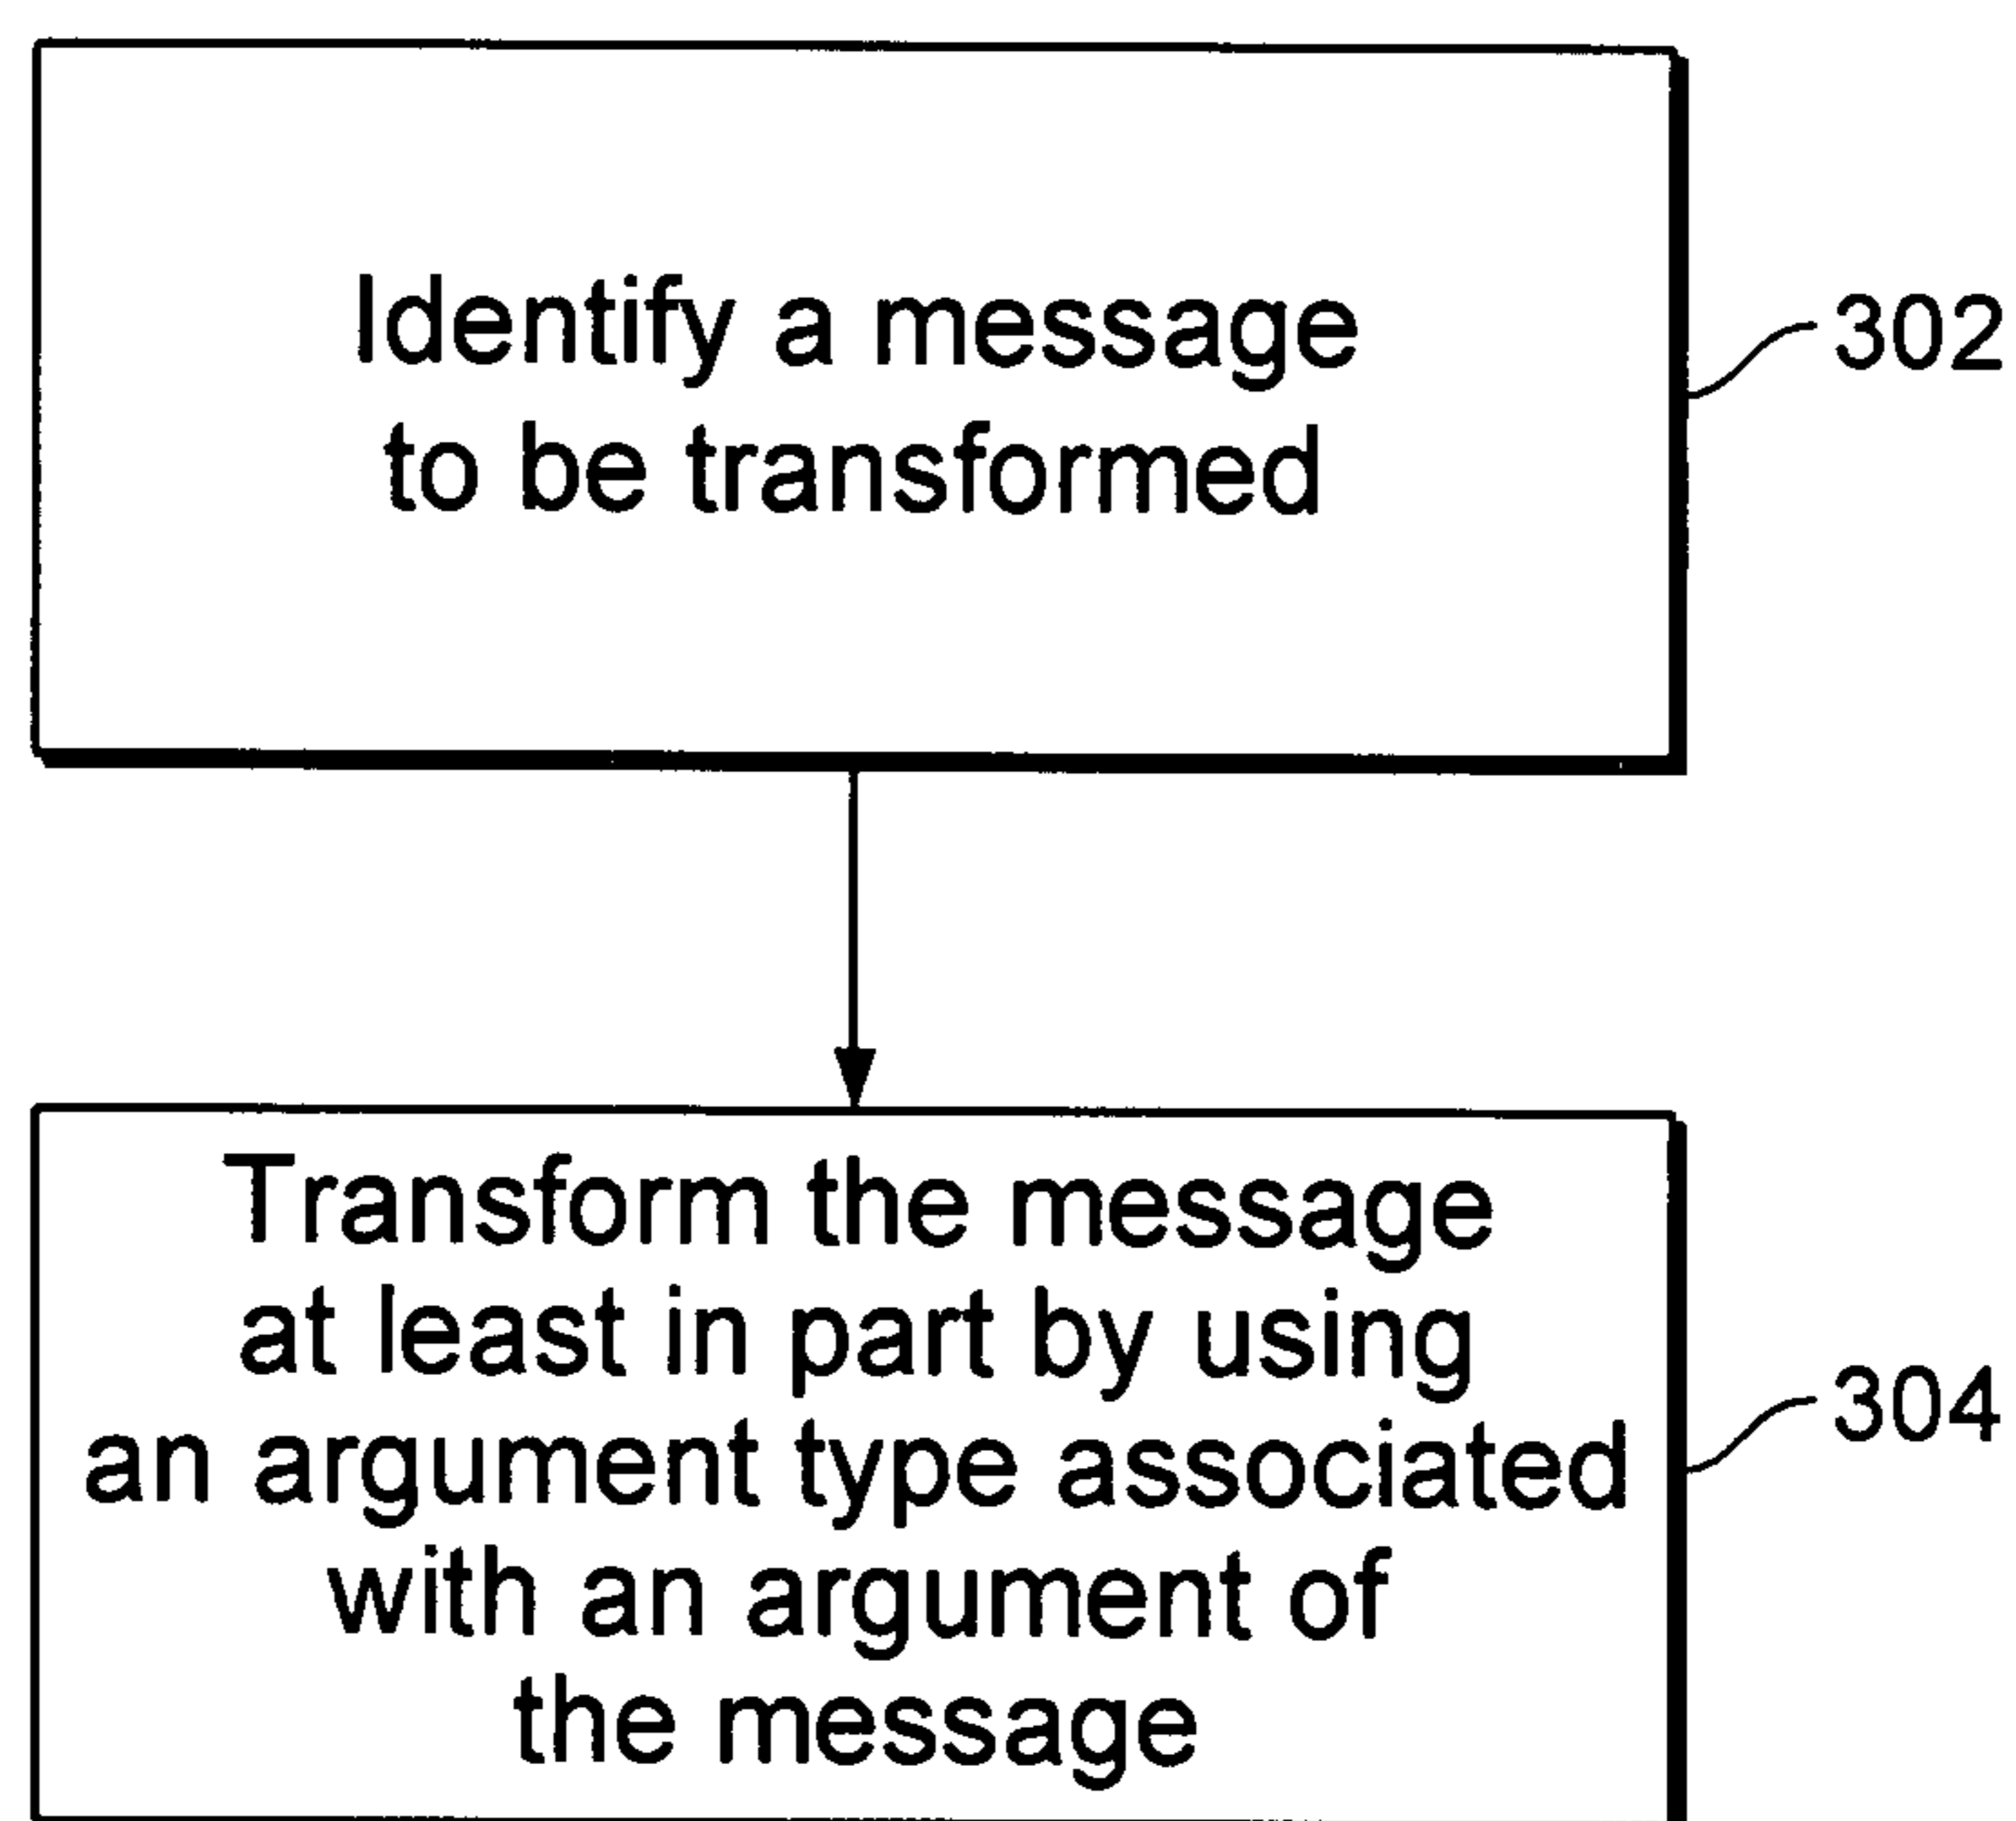 Identify a message
to be transformed
302
Transform the message
at least in part by using
an argument type associated
with an argument of
the message
304